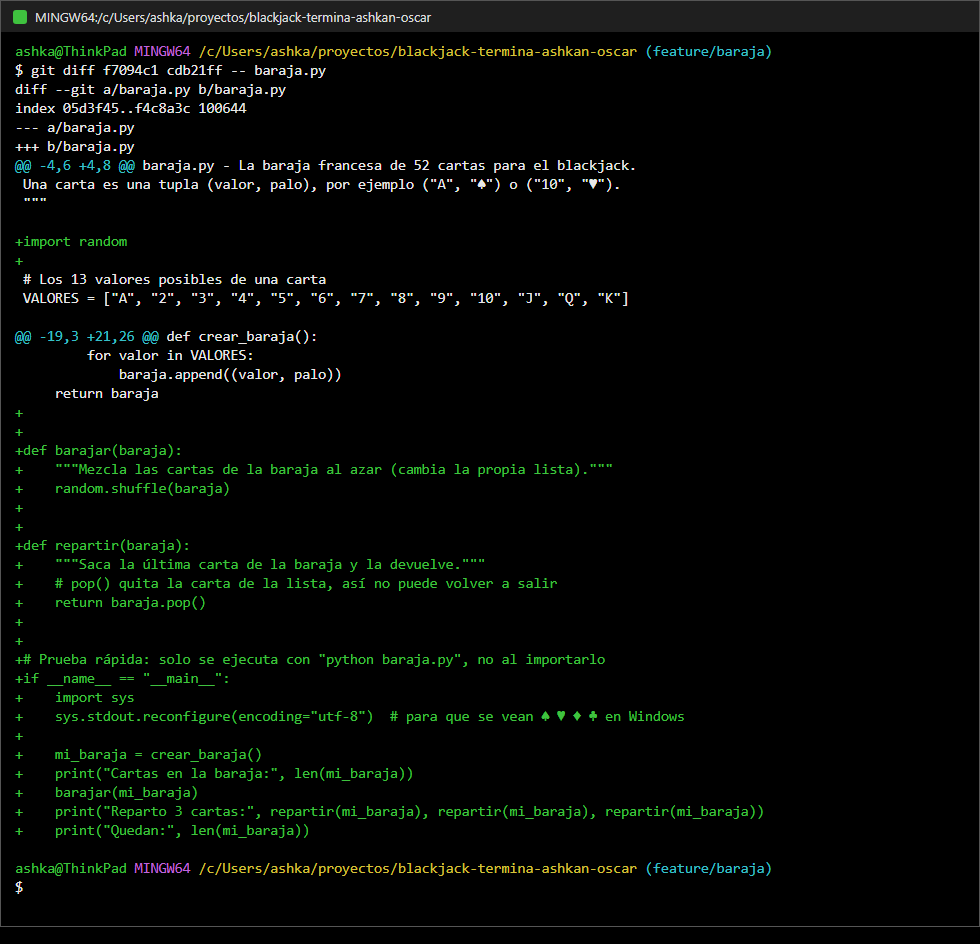 MINGW64:/c/Users/ashka/proyectos/blackjack-termina-ashkan-oscar
ashka@ThinkPad MINGW64 /c/Users/ashka/proyectos/blackjack-termina-ashkan-oscar (feature/baraja)
$ git diff f7094c1 cdb21ff -- baraja.py
diff --git a/baraja.py b/baraja.py
index 05d3f45..f4c8a3c 100644
--- a/baraja.py
+++ b/baraja.py
@@ -4,6 +4,8 @@ baraja.py - La baraja francesa de 52 cartas para el blackjack.
 Una carta es una tupla (valor, palo), por ejemplo ("A", "♠") o ("10", "♥").
 """

+import random
+
 # Los 13 valores posibles de una carta
 VALORES = ["A", "2", "3", "4", "5", "6", "7", "8", "9", "10", "J", "Q", "K"]

@@ -19,3 +21,26 @@ def crear_baraja():
         for valor in VALORES:
             baraja.append((valor, palo))
     return baraja
+
+
+def barajar(baraja):
+    """Mezcla las cartas de la baraja al azar (cambia la propia lista)."""
+    random.shuffle(baraja)
+
+
+def repartir(baraja):
+    """Saca la última carta de la baraja y la devuelve."""
+    # pop() quita la carta de la lista, así no puede volver a salir
+    return baraja.pop()
+
+
+# Prueba rápida: solo se ejecuta con "python baraja.py", no al importarlo
+if __name__ == "__main__":
+    import sys
+    sys.stdout.reconfigure(encoding="utf-8")  # para que se vean ♠ ♥ ♦ ♣ en Windows
+
+    mi_baraja = crear_baraja()
+    print("Cartas en la baraja:", len(mi_baraja))
+    barajar(mi_baraja)
+    print("Reparto 3 cartas:", repartir(mi_baraja), repartir(mi_baraja), repartir(mi_baraja))
+    print("Quedan:", len(mi_baraja))

ashka@ThinkPad MINGW64 /c/Users/ashka/proyectos/blackjack-termina-ashkan-oscar (feature/baraja)
$